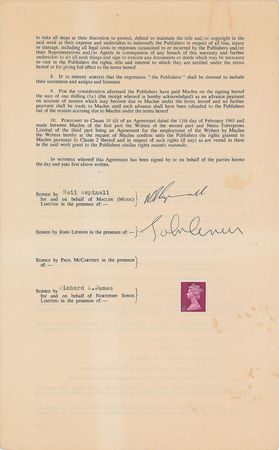 to take all steps at their discretion to protect, defend or maintain the title and/or copyright in the
said work at their expense and undertakes to indemnify the Publishers in respect of all loss, injury
or damage, including all legal costs or expenses occasioned to or incurred by the Publishers and/or
their Representatives and/or Agents in consequence of any breach of this warranty and further
undertakes to do all such things and sign or execute any documents or deeds which may be necessary
to vest in the Publishers the rights, title and interest to which they are entitled under the terms
hereof or for giving full effect to the terms hereof
8. IT IS HEREBY AGREED that the expression "the Publishers" shall be deemed to include
their successors and assigns and licensees
9. For the consideration aforesaid the Publishers have paid Maclen on the signing hereof
the sum of one shilling (1s.) (the receipt whereof is hereby acknowledged) as an advance payment
on account of monies which may become due to Maclen under the terms hereof and no further
payment shall be made to Maclen until such advance shall have been refunded to the Publishers
out of the monies accruing due to Maclen under the terms hereof
10. PURSUANT to Clause 10 (ii) of an Agreement dated the 11th day of February 1965 and
made between Maclen of the first part the Writers of the second part and Nems Enterprises
Limited of the third part being an Agreement for the employment of the Writers by Maclen
the Writers hereby at the request of Maclen confirm unto the Publishers the rights granted to
Maclen pursuant to Clause 2 thereof and in respect of such rights (if any) as are vested in them
in the said work grant to the Publishers similar rights mutatis mutandis.
IN WITNESS whereof this Agreement has been signed by or on behalf of the parties hereto
the day and year first above written.
SIGNED by Neil Aspinall
for and on behalf of MACLEN (MUSIC)
LIMITED in the presence of:—
SIGNED by JOHN LENNON in the presence of:—
John Lennon
SIGNED by PAUL MCCARTNEY in the presence
of:—
SIGNED by Richard L.James
for and on behalf of NORTHERN SONGS
LIMITED in the presence of:—